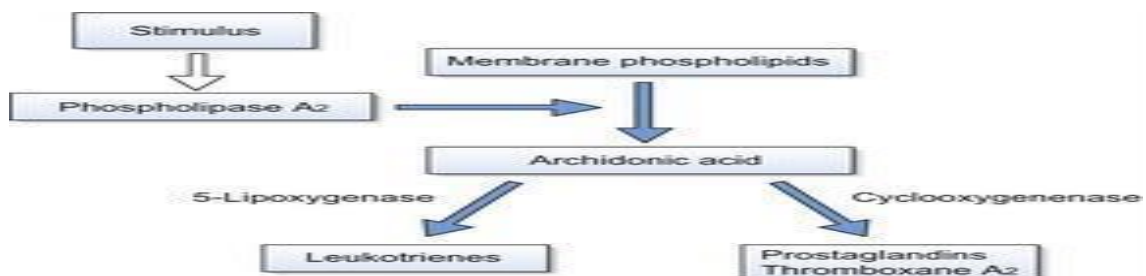 Stimulus
Membrane phospholipids
Phospholipase A2
Archidonic acid
5-Lipoxygenase
Cyclooxygenenase
Leukotrienes
Prostaglandins
Thromboxane A2